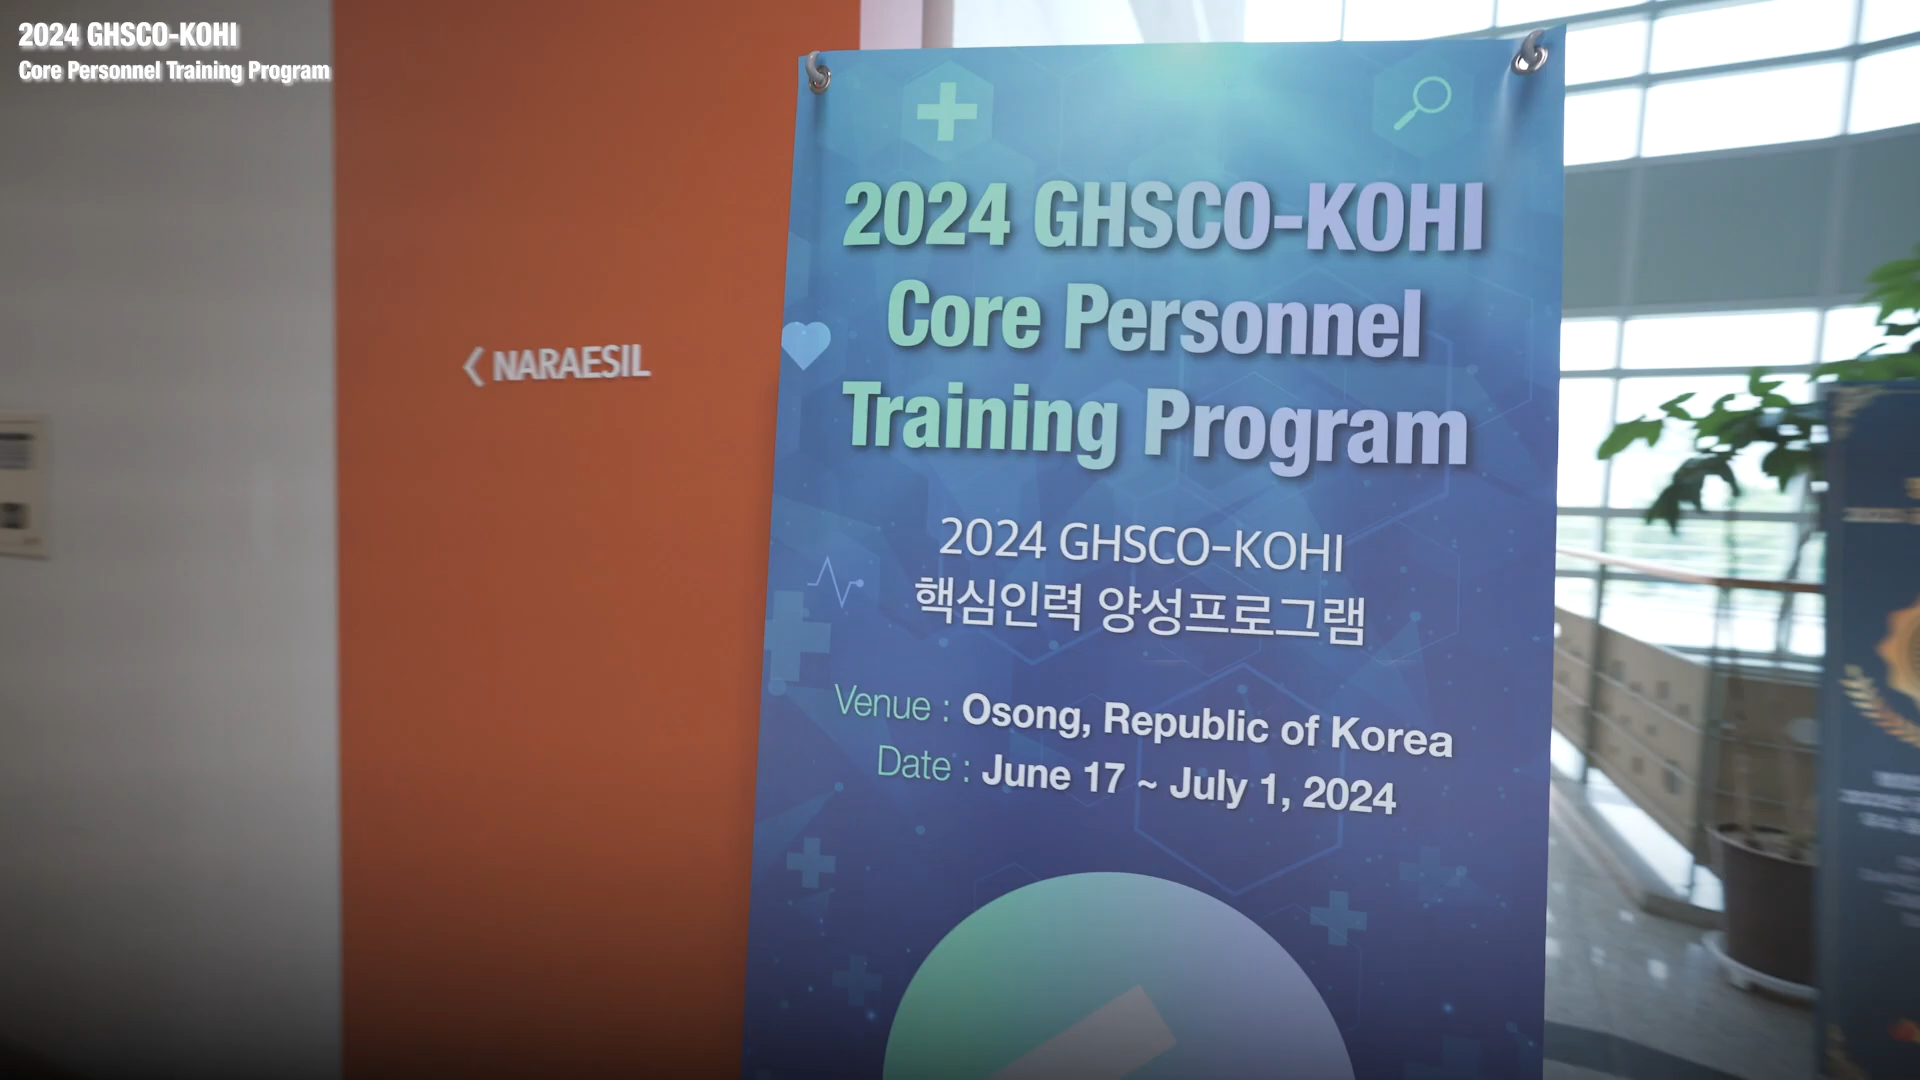 2024 GHSCO-KOHI
Core Personnel Training Program
NARAESIL
2024 GHSCO-KOHI
Core Personnel
Training Program
2024 GHSCO-KOHI
핵심인력 양성프로그램
Venue : Osong, Republic of Korea
Date : June 17 ~ July 1, 2024